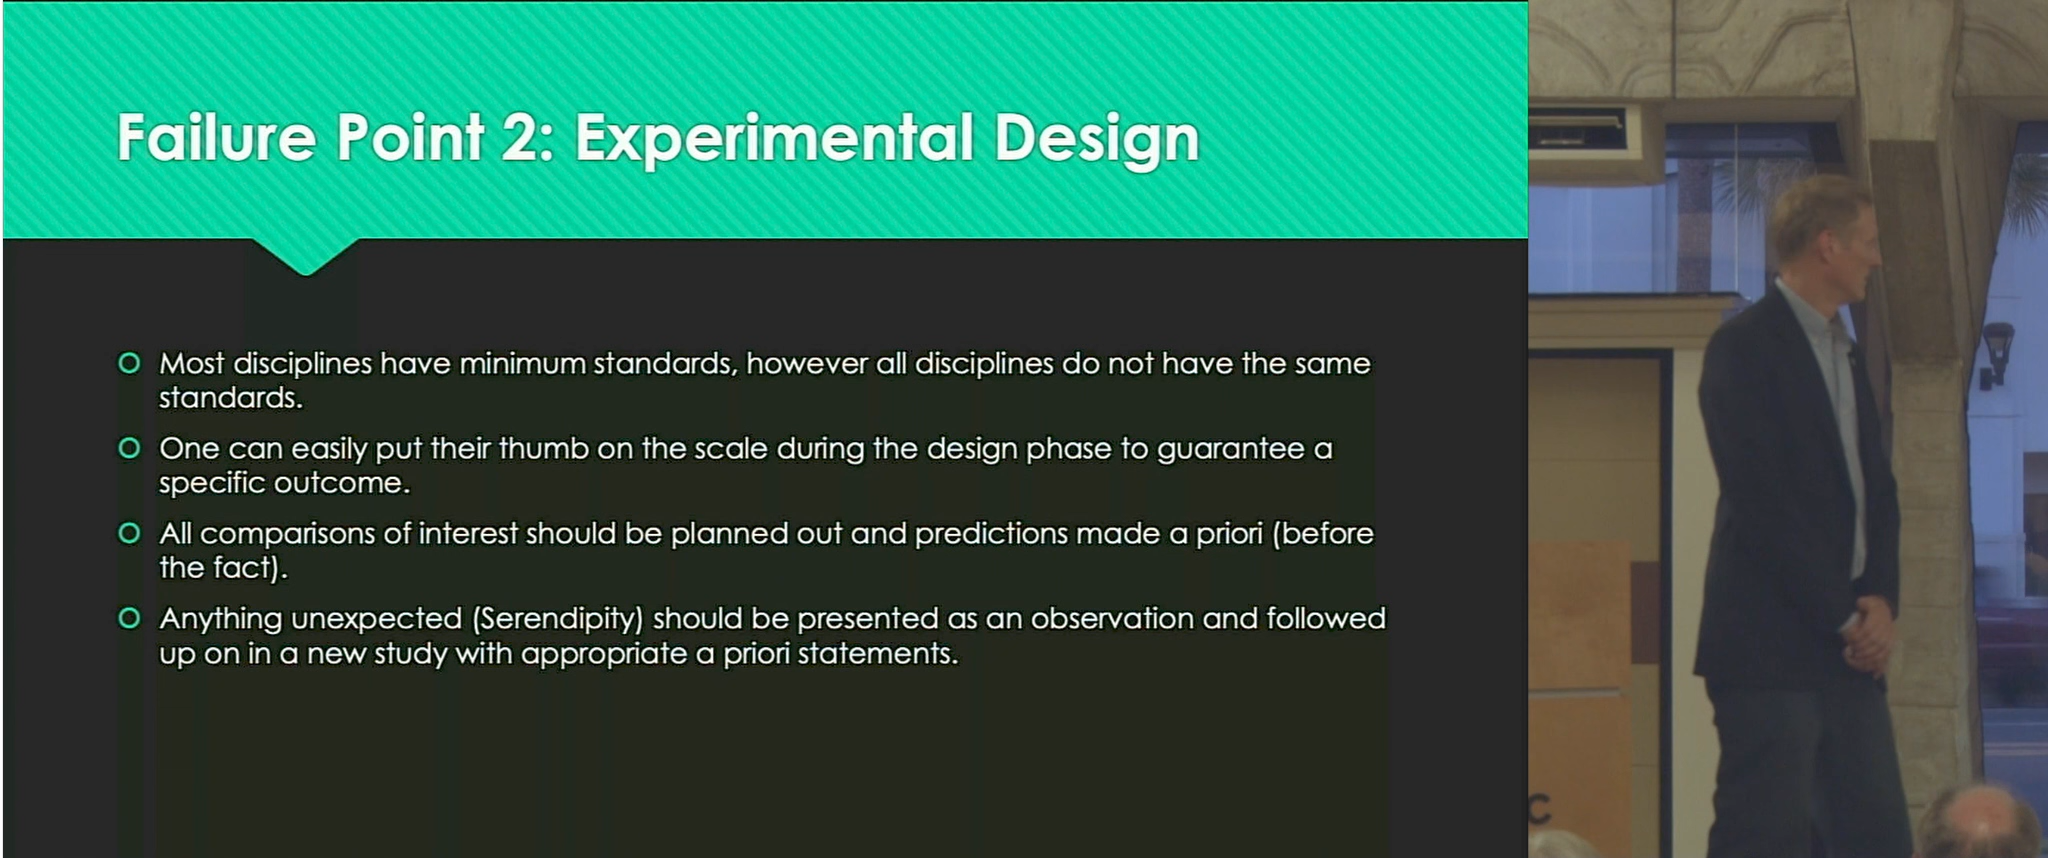 Failure Point 2: Experimental Design
Most disciplines have minimum standards, however all disciplines do not have the same
standards.
One can easily put their thumb on the scale during the design phase to guarantee a
specific outcome.
All comparisons of interest should be planned out and predictions made a priori (before
the fact).
Anything unexpected (Serendipity) should be presented as an observation and followed
up on in a new study with appropriate a priori statements.
C